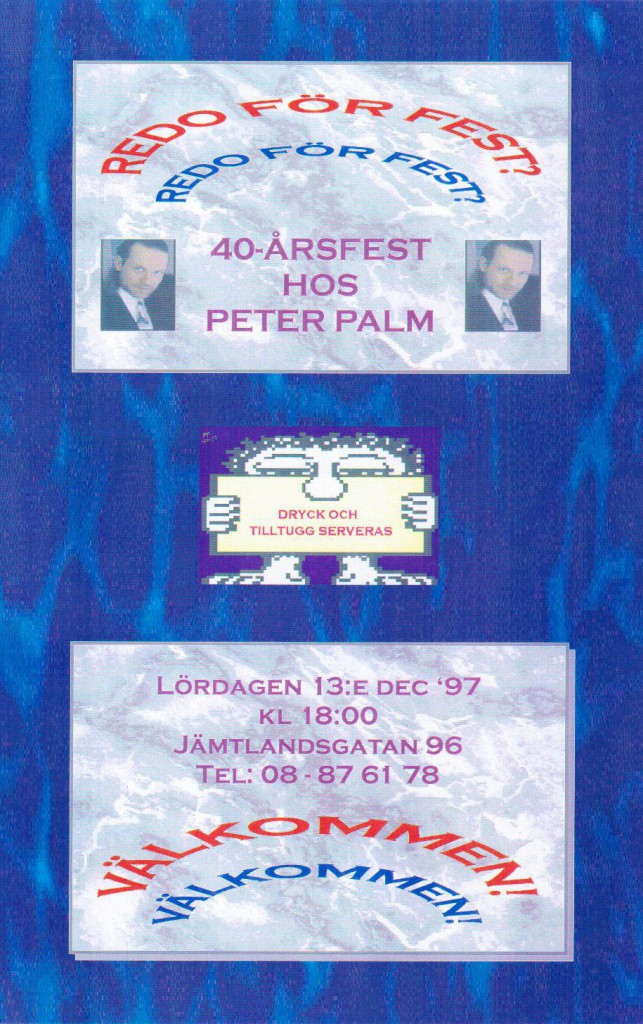 REDO FÖR FEST?
REDO FÖR FEST?
40-ÅRSFEST
HOS
PETER PALM
DRYCK OCH
TILLTUGG SERVERAS
LÖRDAGEN 13:E DEC ‘97
KL 18:00
JÄMTLANDSGATAN 96
TEL: 08 - 87 61 78
VÄLKOMMEN!
VÄLKOMMEN!